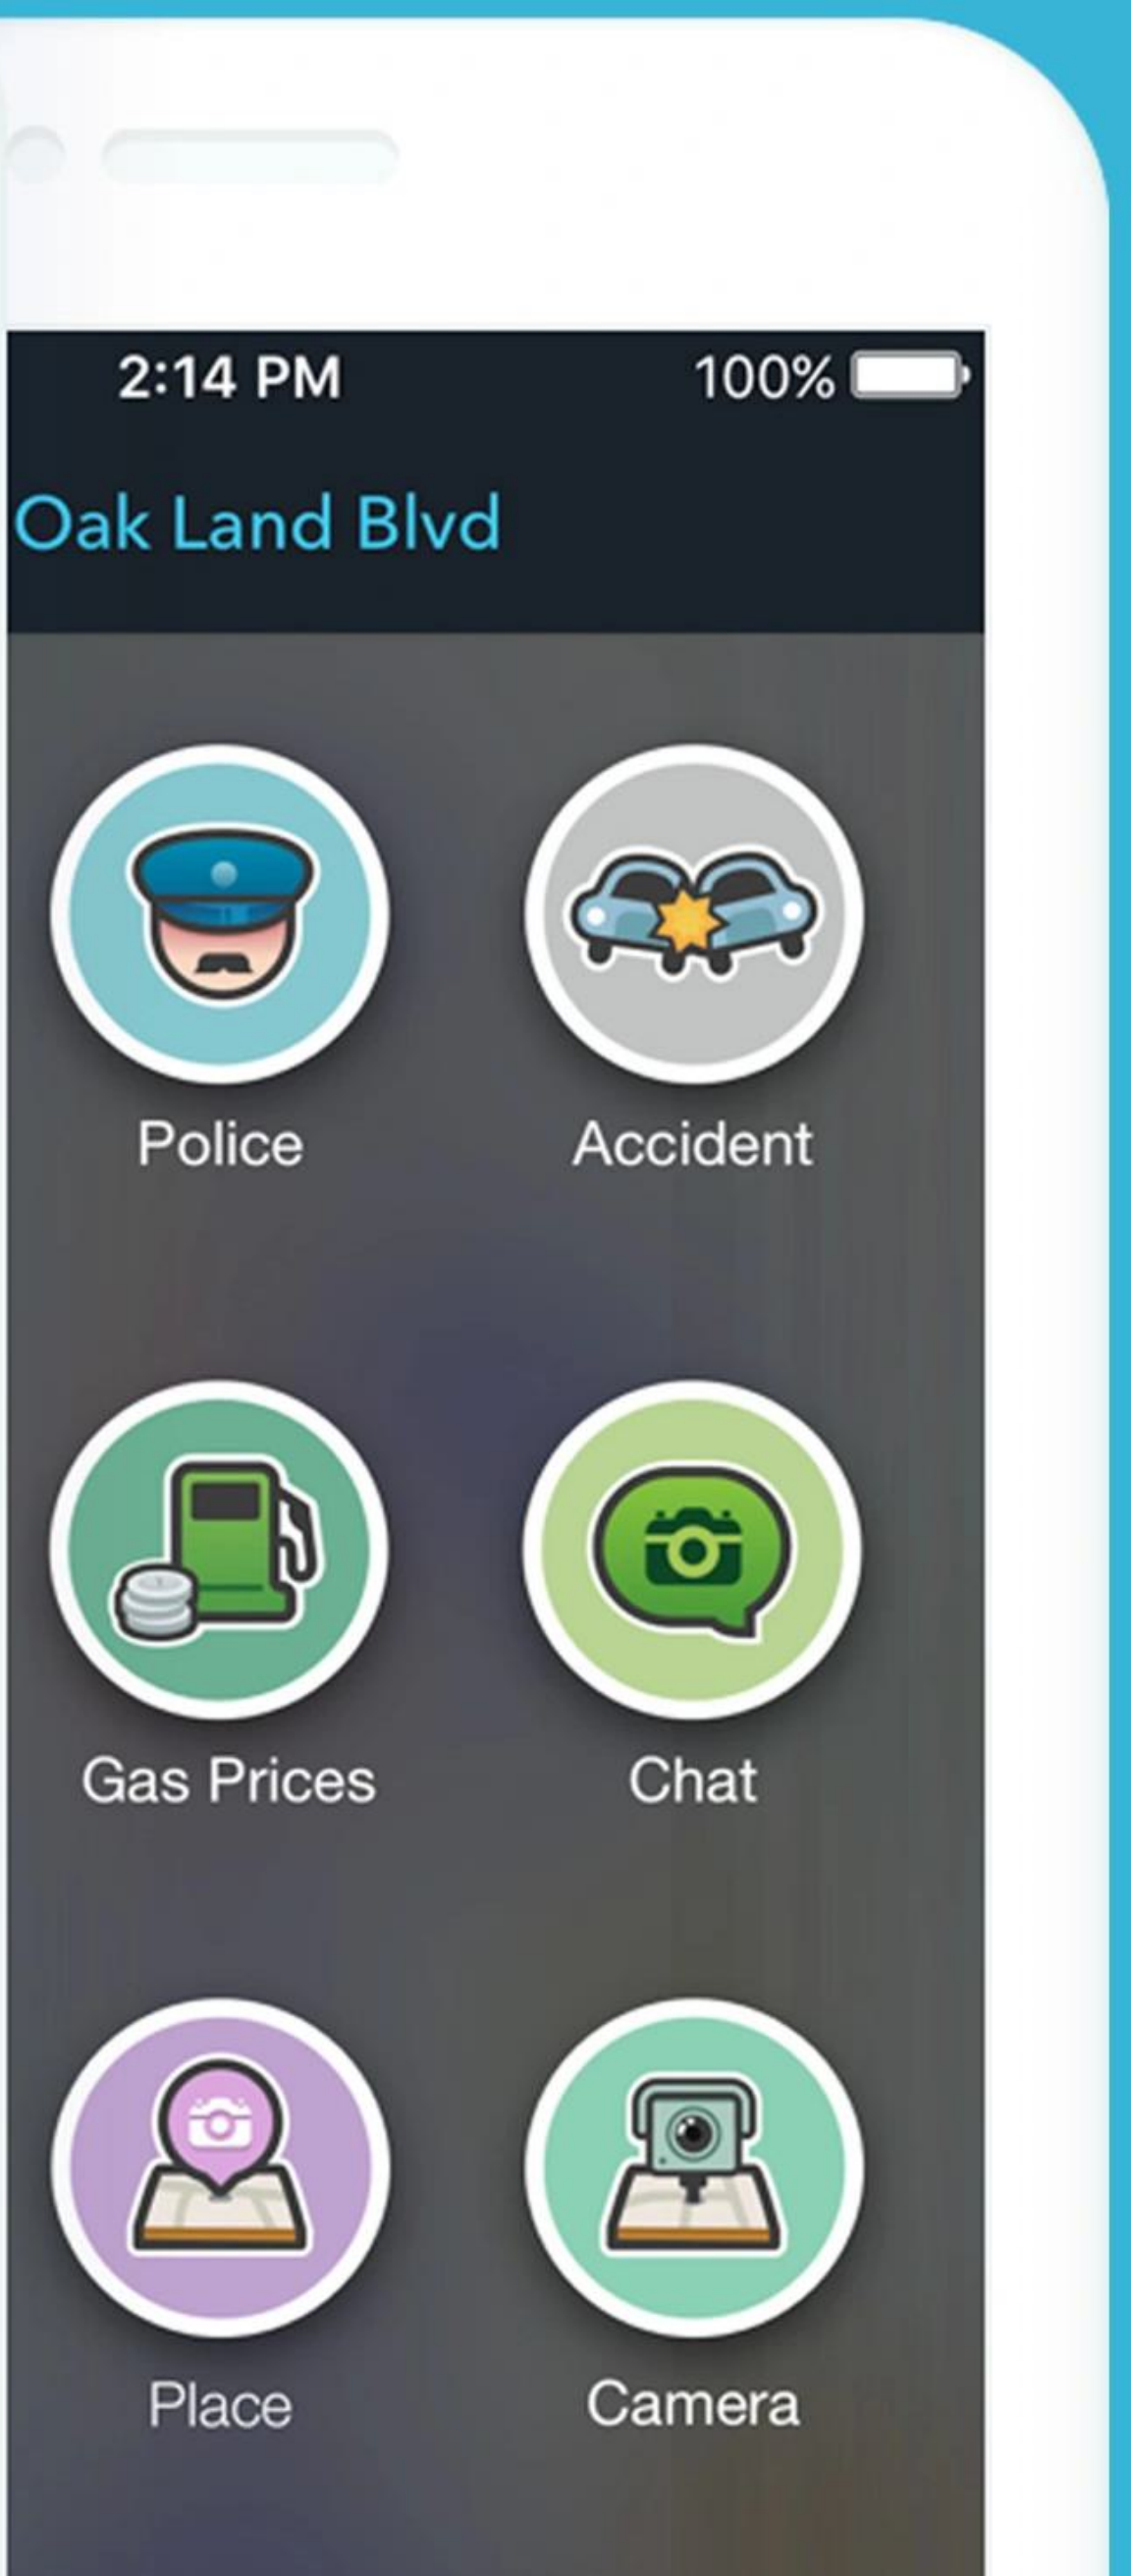 2:14 PM 100%
Oak Land Blvd
Police Accident
Gas Prices Chat
Place Camera